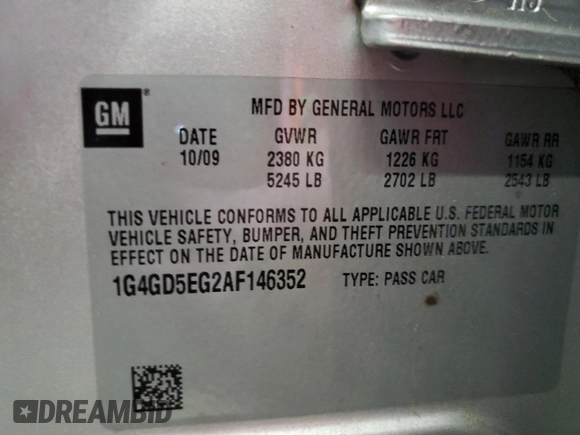 GM
®
MFD BY GENERAL MOTORS LLC
DATE GVWR GAWR FRT GAWR RR
10/09 2380 KG 1226 KG 1154 KG
5245 LB 2702 LB 2543 LB
THIS VEHICLE CONFORMS TO ALL APPLICABLE U.S. FEDERAL MOTOR
VEHICLE SAFETY, BUMPER, AND THEFT PREVENTION STANDARDS IN
EFFECT ON THE DATE OF MANUFACTURE SHOWN ABOVE.
1G4GD5EG2AF146352 TYPE: PASS CAR
DREAMBID